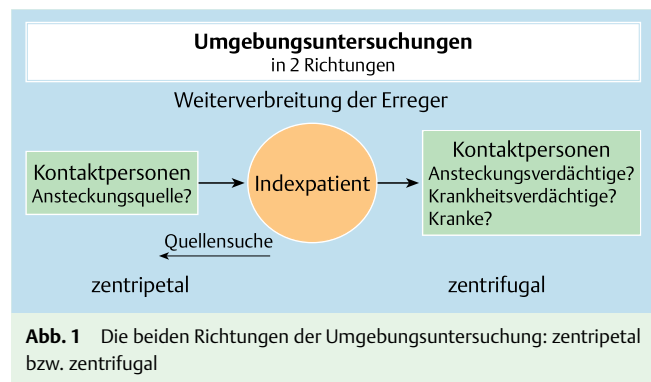 Umgebungsuntersuchungen
in 2 Richtungen
Weiterverbreitung der Erreger
Kontaktpersonen
Ansteckungsquelle?
Indexpatient
Kontaktpersonen
Ansteckungsverdächtige?
Krankheitsverdächtige?
Kranke?
Quellensuche
zentripetal
zentrifugal
Abb. 1 Die beiden Richtungen der Umgebungsuntersuchung: zentripetal
bzw. zentrifugal